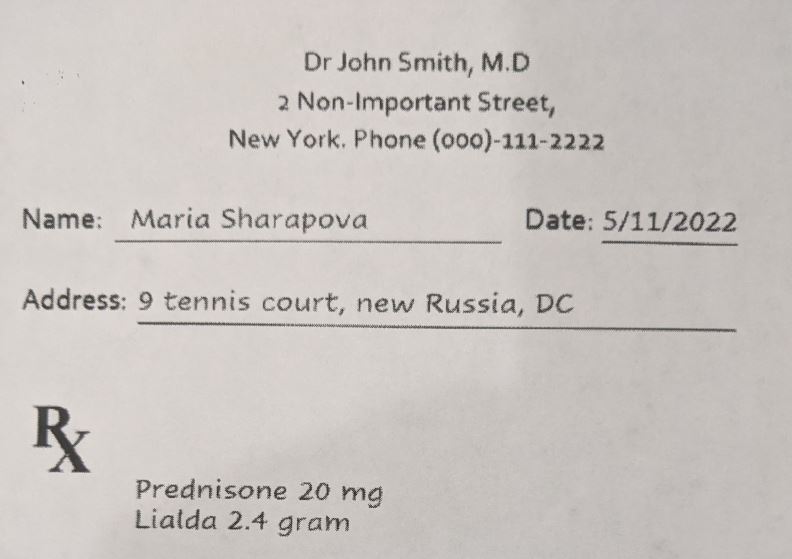 Dr John Smith, M.D
2 Non-Important Street,
New York. Phone (000)-111-2222
Name: Maria Sharapova Date: 5/11/2022
Address: 9 tennis court, new Russia, DC
Rx
Prednisone 20 mg
Lialda 2.4 gram